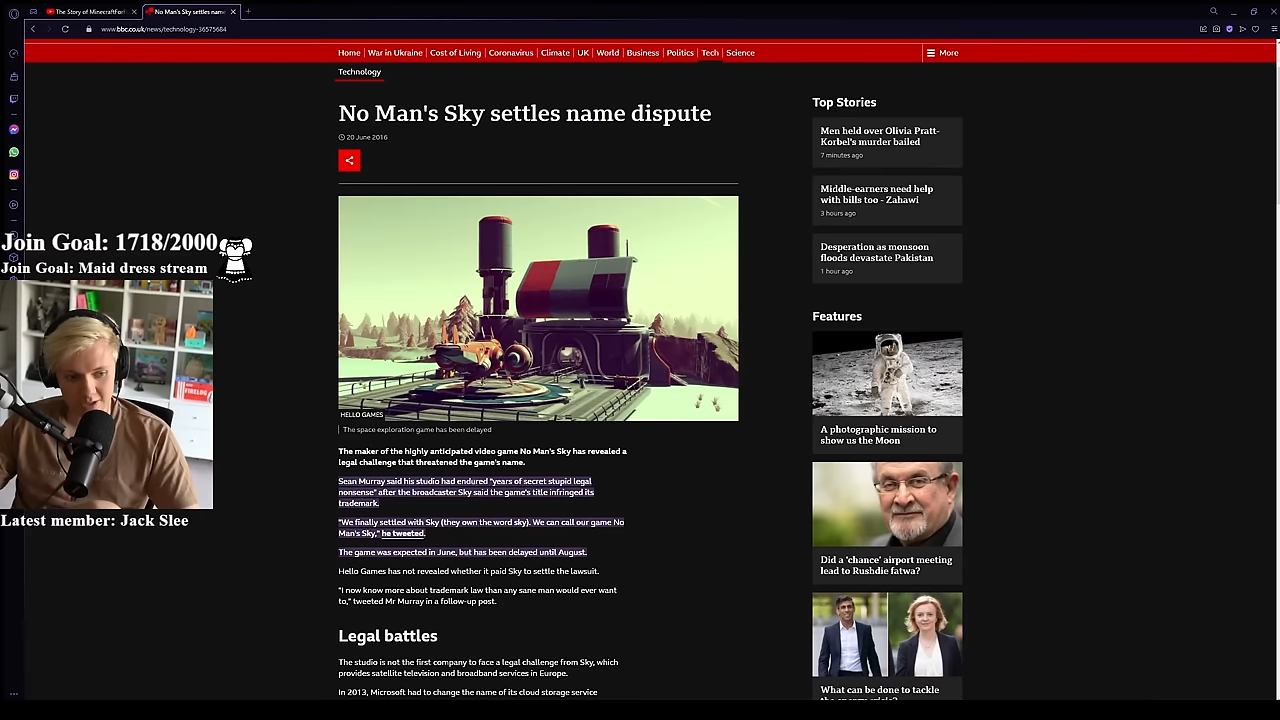 The Story of MinecraftFor
No Man's Sky settles name
www.bbc.co.uk/news/technology-36575684
Home
War in Ukraine
Cost of Living
Coronavirus
Climate
UK
World
Business
Politics
Tech
Science
More
Technology
No Man's Sky settles name dispute
20 June 2016
HELLO GAMES
The space exploration game has been delayed
The maker of the highly anticipated video game No Man's Sky has revealed a
legal challenge that threatened the game's name.
Sean Murray said his studio had endured "years of secret stupid legal
nonsense" after the broadcaster Sky said the game's title infringed its
trademark.
"We finally settled with Sky (they own the word sky). We can call our game No
Man's Sky," he tweeted.
The game was expected in June, but has been delayed until August.
Hello Games has not revealed whether it paid Sky to settle the lawsuit.
"I now know more about trademark law than any sane man would ever want
to," tweeted Mr Murray in a follow-up post.
Legal battles
The studio is not the first company to face a legal challenge from Sky, which
provides satellite television and broadband services in Europe.
In 2013, Microsoft had to change the name of its cloud storage service
Top Stories
Men held over Olivia Pratt-
Korbel's murder bailed
7 minutes ago
Middle-earners need help
with bills too - Zahawi
3 hours ago
Desperation as monsoon
floods devastate Pakistan
1 hour ago
Features
A photographic mission to
show us the Moon
Did a 'chance' airport meeting
lead to Rushdie fatwa?
What can be done to tackle
Join Goal: 1718/2000
Join Goal: Maid dress stream
FIRELOG
Latest member: Jack Slee